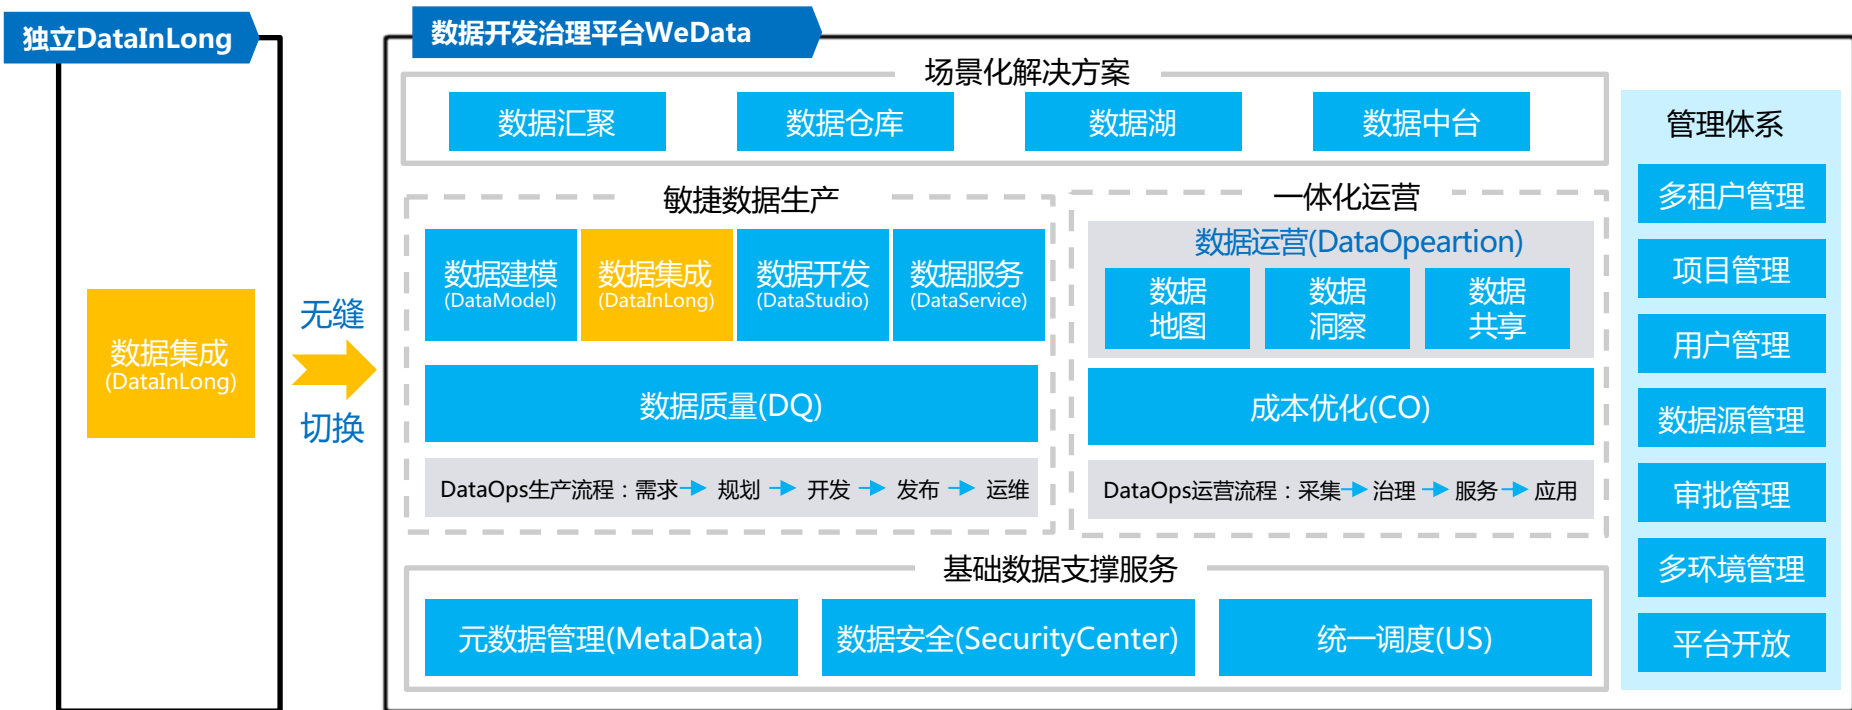 独立DataInLong
数据集成
(DataInLong)
无缝
切换
数据开发治理平台WeData
场景化解决方案
数据汇聚
数据仓库
数据湖
数据中台
敏捷数据生产
数据建模
(DataModel)
数据集成
(DataInLong)
数据开发
(DataStudio)
数据服务
(DataService)
数据质量(DQ)
DataOps生产流程：需求 规划 开发 发布 运维
一体化运营
数据运营(DataOpeartion)
数据
地图
数据
洞察
数据
共享
成本优化(CO)
DataOps运营流程：采集 治理 服务 应用
基础数据支撑服务
元数据管理(MetaData)
数据安全(SecurityCenter)
统一调度(US)
管理体系
多租户管理
项目管理
用户管理
数据源管理
审批管理
多环境管理
平台开放